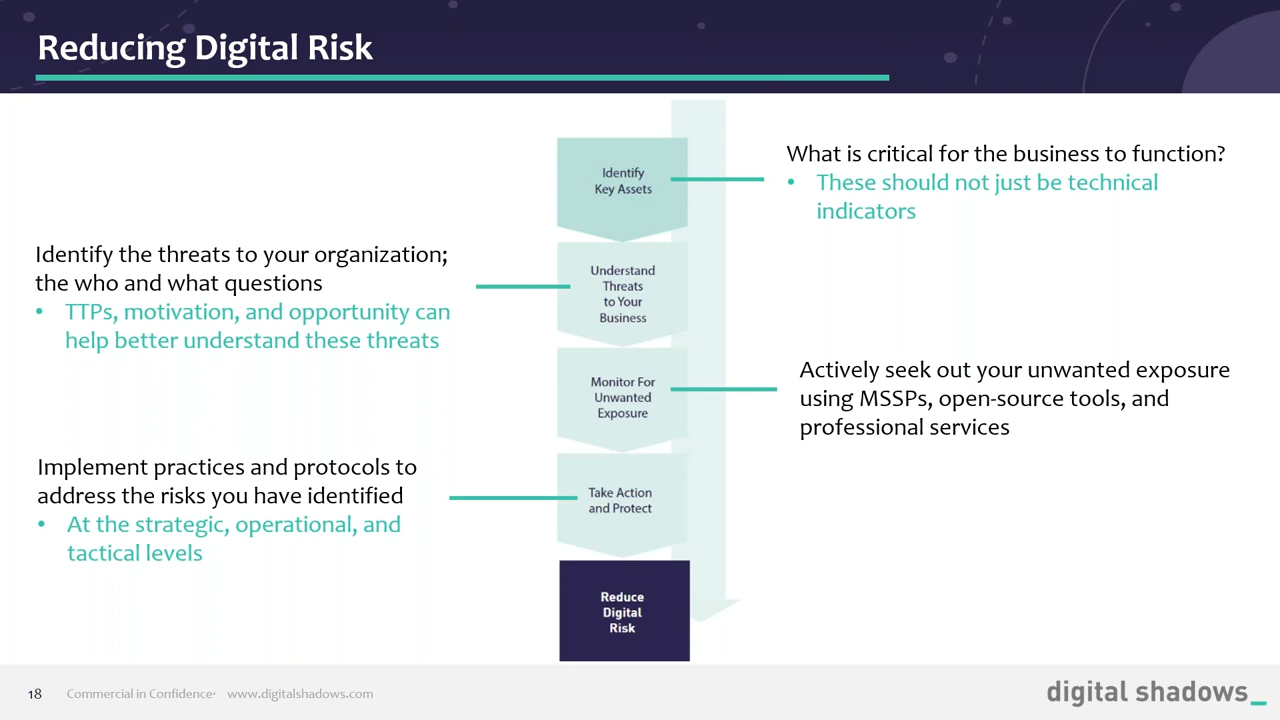 Reducing Digital Risk
Identify
Key Assets
What is critical for the business to function?
• These should not just be technical
indicators
Identify the threats to your organization;
the who and what questions
• TTPs, motivation, and opportunity can
help better understand these threats
Understand
Threats
to Your
Business
Monitor For
Unwanted
Exposure
Actively seek out your unwanted exposure
using MSSPs, open-source tools, and
professional services
Implement practices and protocols to
address the risks you have identified
• At the strategic, operational, and
tactical levels
Take Action
and Protect
Reduce
Digital
Risk
18 Commercial in Confidence· www.digitalshadows.com
digital shadows_